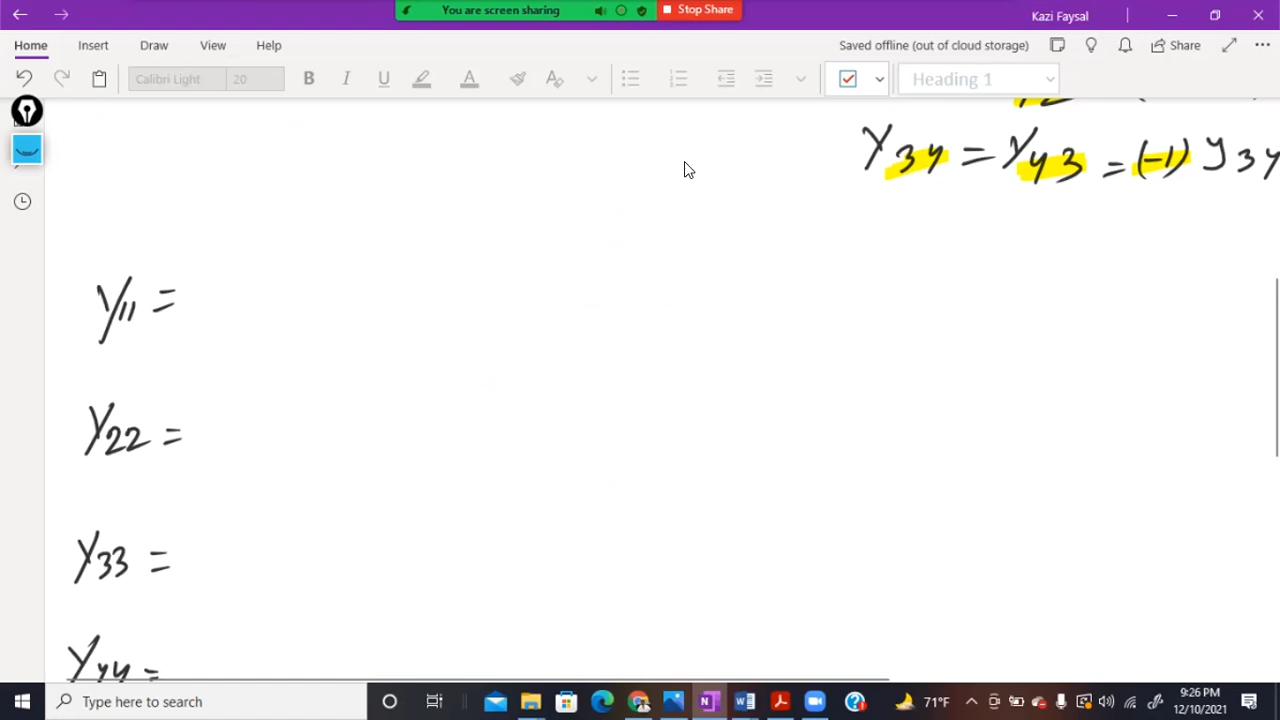 You are screen sharing Stop Share
Kazi Faysal
Home Insert Draw View Help Saved offline (out of cloud storage) Share
Calibri Light 20 B I U A Heading 1
Y34 = Y43 = (-1) y34
Y11 =
Y22 =
Y33 =
Y44 =
Type here to search 71°F 9:26 PM
12/10/2021